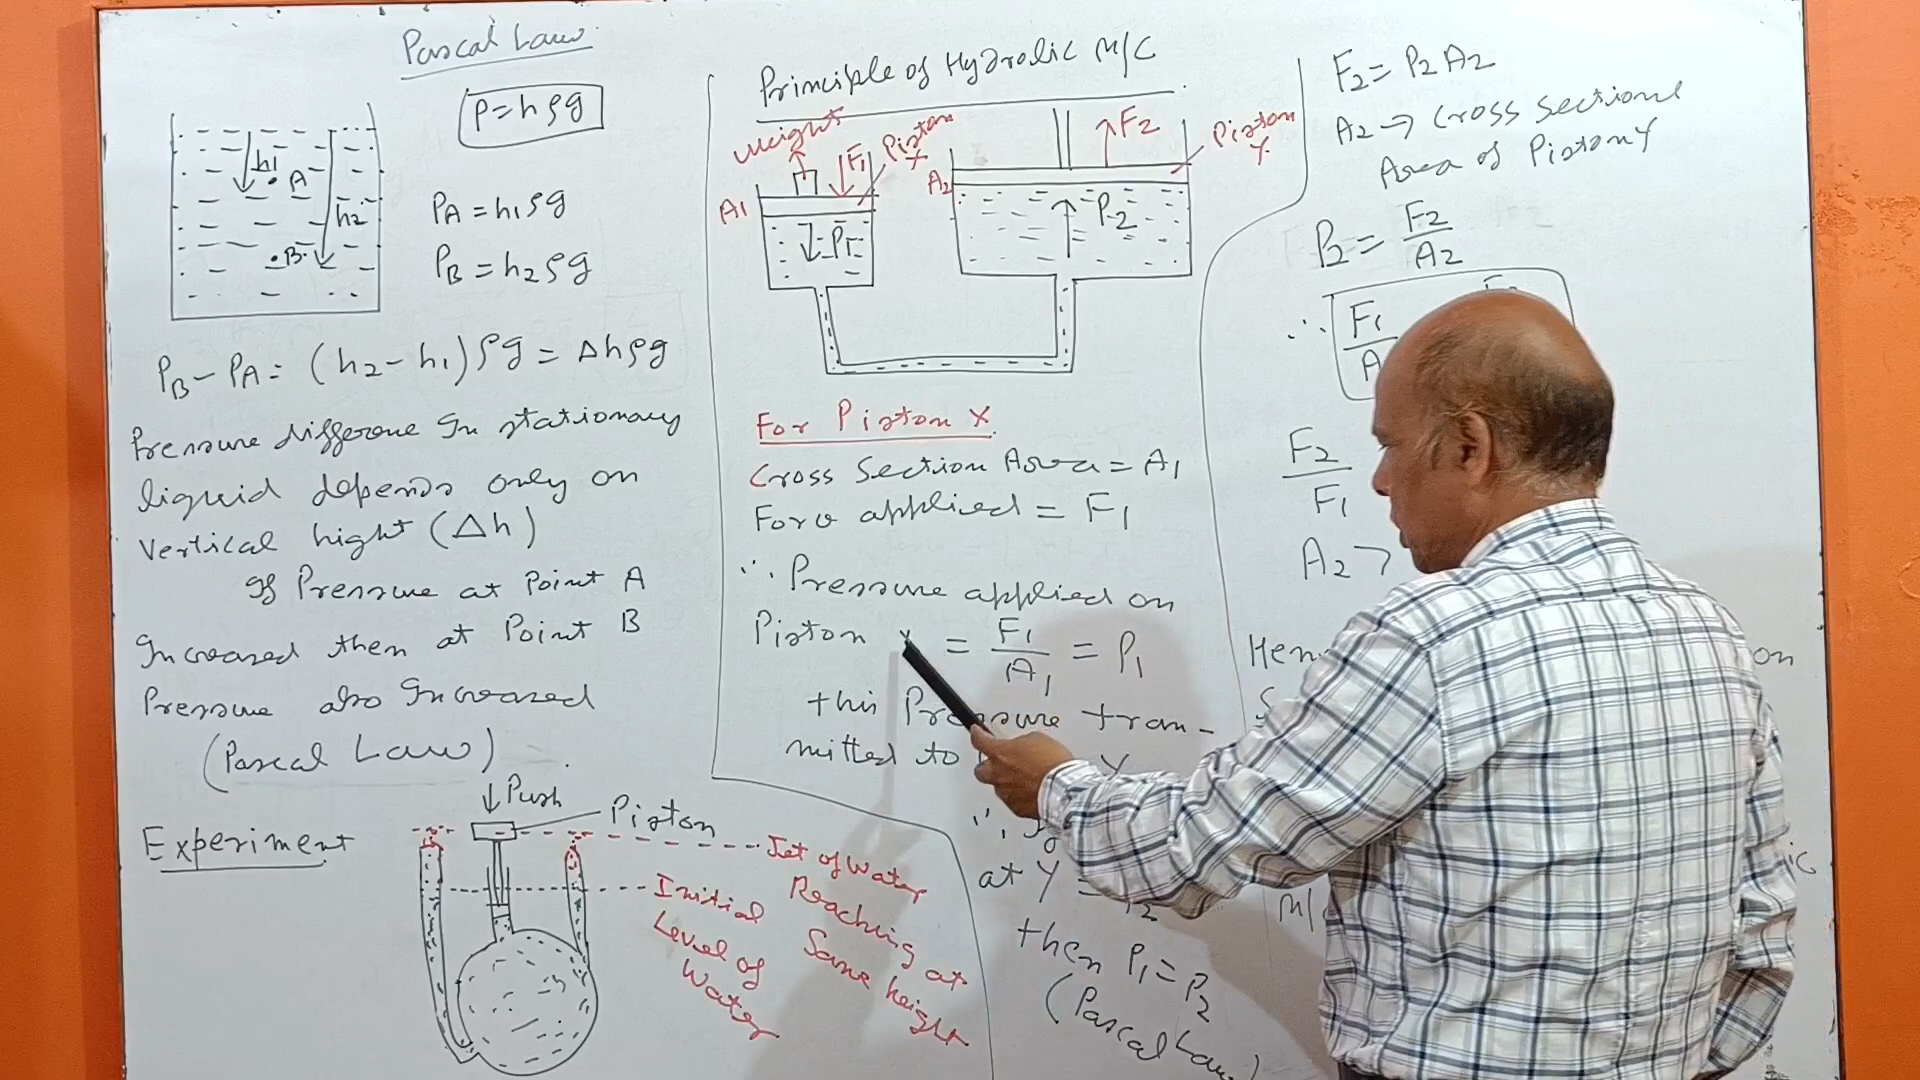 Pascal Law
P = hρg
h1
A
h2
B
PA = h1ρg
PB = h2ρg
PB - PA = (h2 - h1)ρg = Δhρg
Pressure differone In stationary
liquid depends only on
Vertical hight (Δh)
If Pressure at Point A
Increased then at Point B
Pressure also Increased
(Pascal Law)
Experiment
Push
Piston
Jet of Water
Reaching at
Same height
Initial
Level of
Water
Principle of Hydrolic M/C
Weight
F1
Piston
X
A1
P1
A2
F2
Piston
Y
P2
For Piston X
Cross Section Area = A1
Force applied = F1
∴ Pressure applied on
Piston X = F1/A1 = P1
this Pressure tran-
mitted to Y
∴
at Y =
then P1 = P2
(Pascal Law)
F2 = P2 A2
A2 → Cross Sectional
Area of Piston Y
P2 = F2/A2
∴ F1/A
F2/F1
A2 >
on
M/